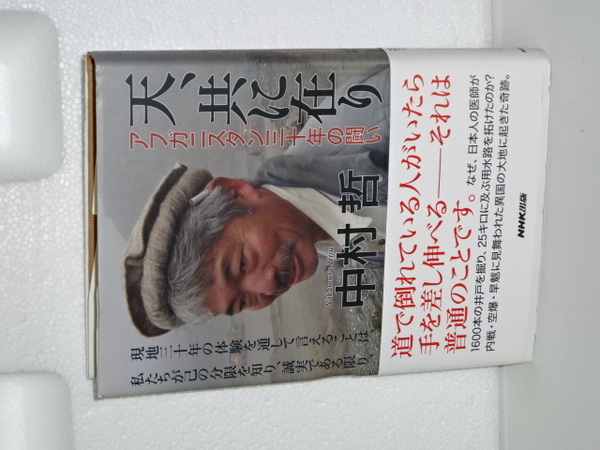 天、共に在り
アフガニスタン三十年の闘い
中村 哲
Nakamura Tetsu
現地三十年の体験を通して言えることは
私たちが己の分限を知り、誠実である限り、
道で倒れている人がいたら
手を差し伸べる――それは
普通のことです。
なぜ、日本人の医師が
1600本の井戸を掘り、25キロに及ぶ用水路を拓けたのか?
内戦・空爆・旱魃に見舞われた異国の大地に起きた奇跡。
NHK出版